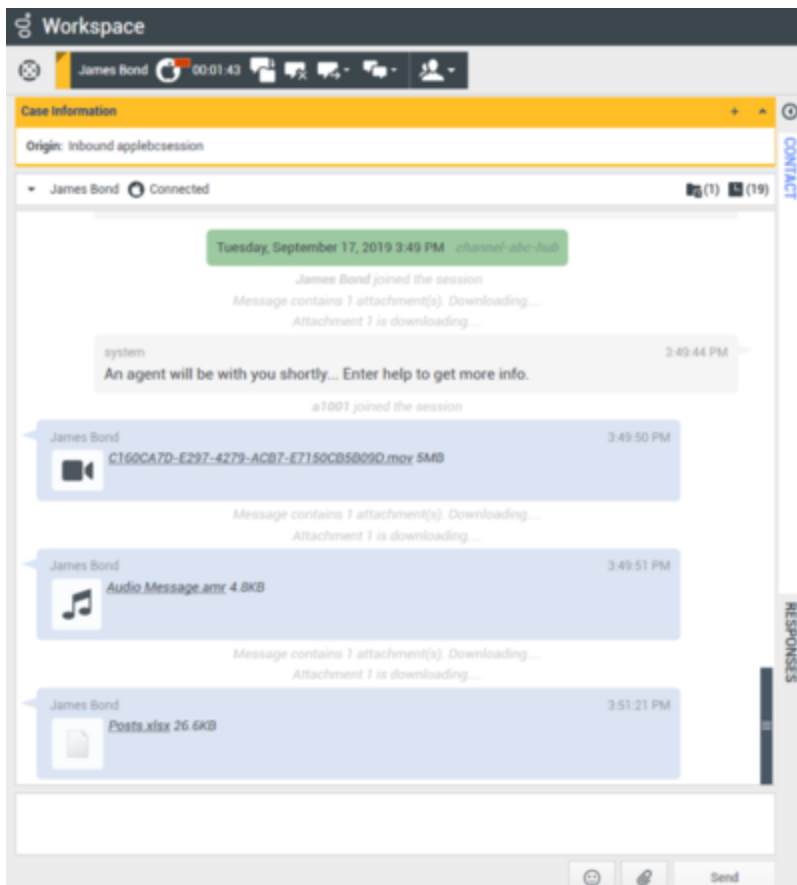 Workspace
James Bond 00:01:43
Case Information
Origin: Inbound applebcsession
James Bond Connected (1) (19)
CONTACT
Tuesday, September 17, 2019 3:49 PM channel-abc-hub
James Bond joined the session
Message contains 1 attachment(s). Downloading....
Attachment 1 is downloading....
system 3:49:44 PM
An agent will be with you shortly... Enter help to get more info.
a1001 joined the session
James Bond 3:49:50 PM
C160CA7D-E297-4279-ACB7-E7150CB5B09D.mov 5MB
Message contains 1 attachment(s). Downloading....
Attachment 1 is downloading....
James Bond 3:49:51 PM
Audio Message.amr 4.8KB
Message contains 1 attachment(s). Downloading....
Attachment 1 is downloading....
RESPONSES
James Bond 3:51:21 PM
Posts.xlsx 26.6KB
Send